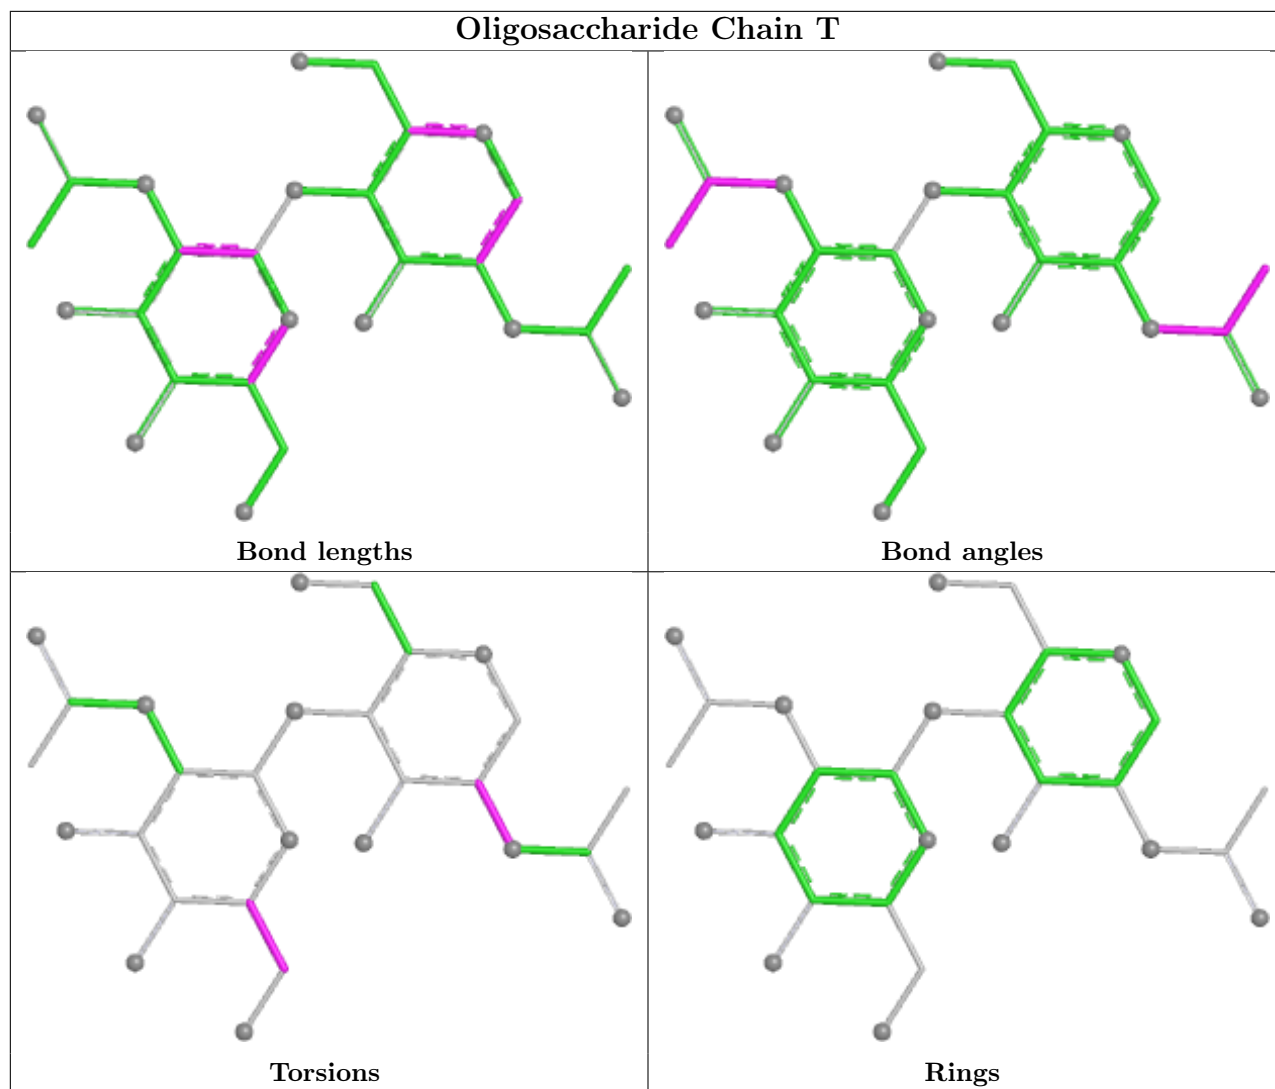 Oligosaccharide Chain T
Bond lengths
Bond angles
Torsions
Rings